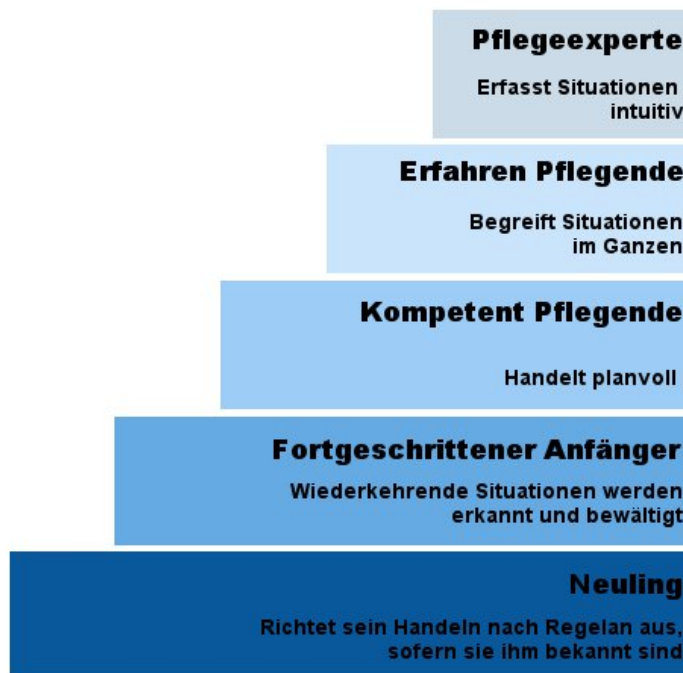 Pflegeexperte
Erfasst Situationen
intuitiv
Erfahren Pflegende
Begreift Situationen
im Ganzen
Kompetent Pflegende
Handelt planvoll
Fortgeschrittener Anfänger
Wiederkehrende Situationen werden
erkannt und bewältigt
Neuling
Richtet sein Handeln nach Regelan aus,
sofern sie ihm bekannt sind